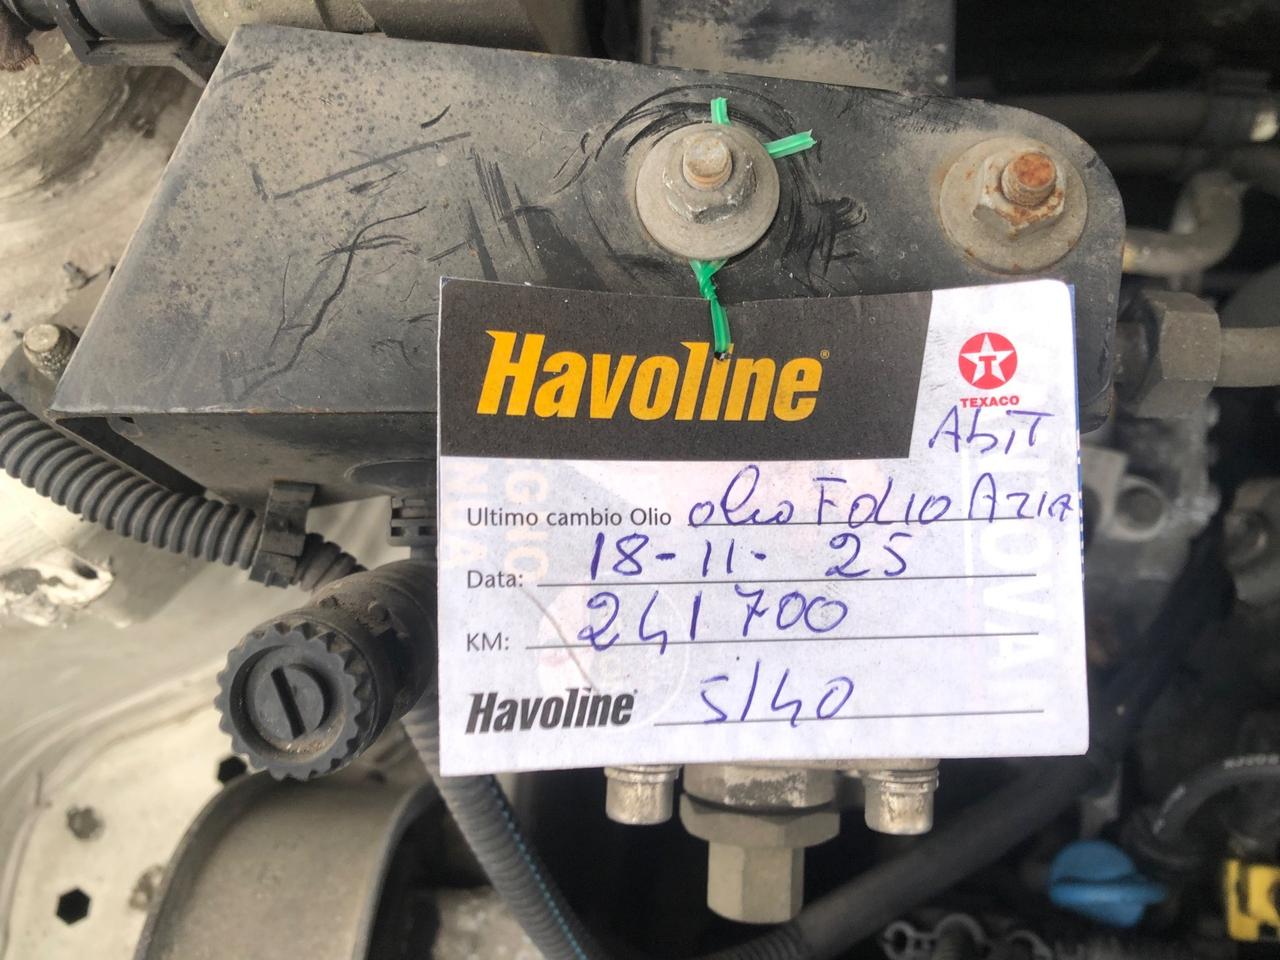 Havoline®
T
TEXACO
Abit
Ultimo cambio Olio olio Folio Aria
Data: 18-11-25
KM: 241700
Havoline 5/40